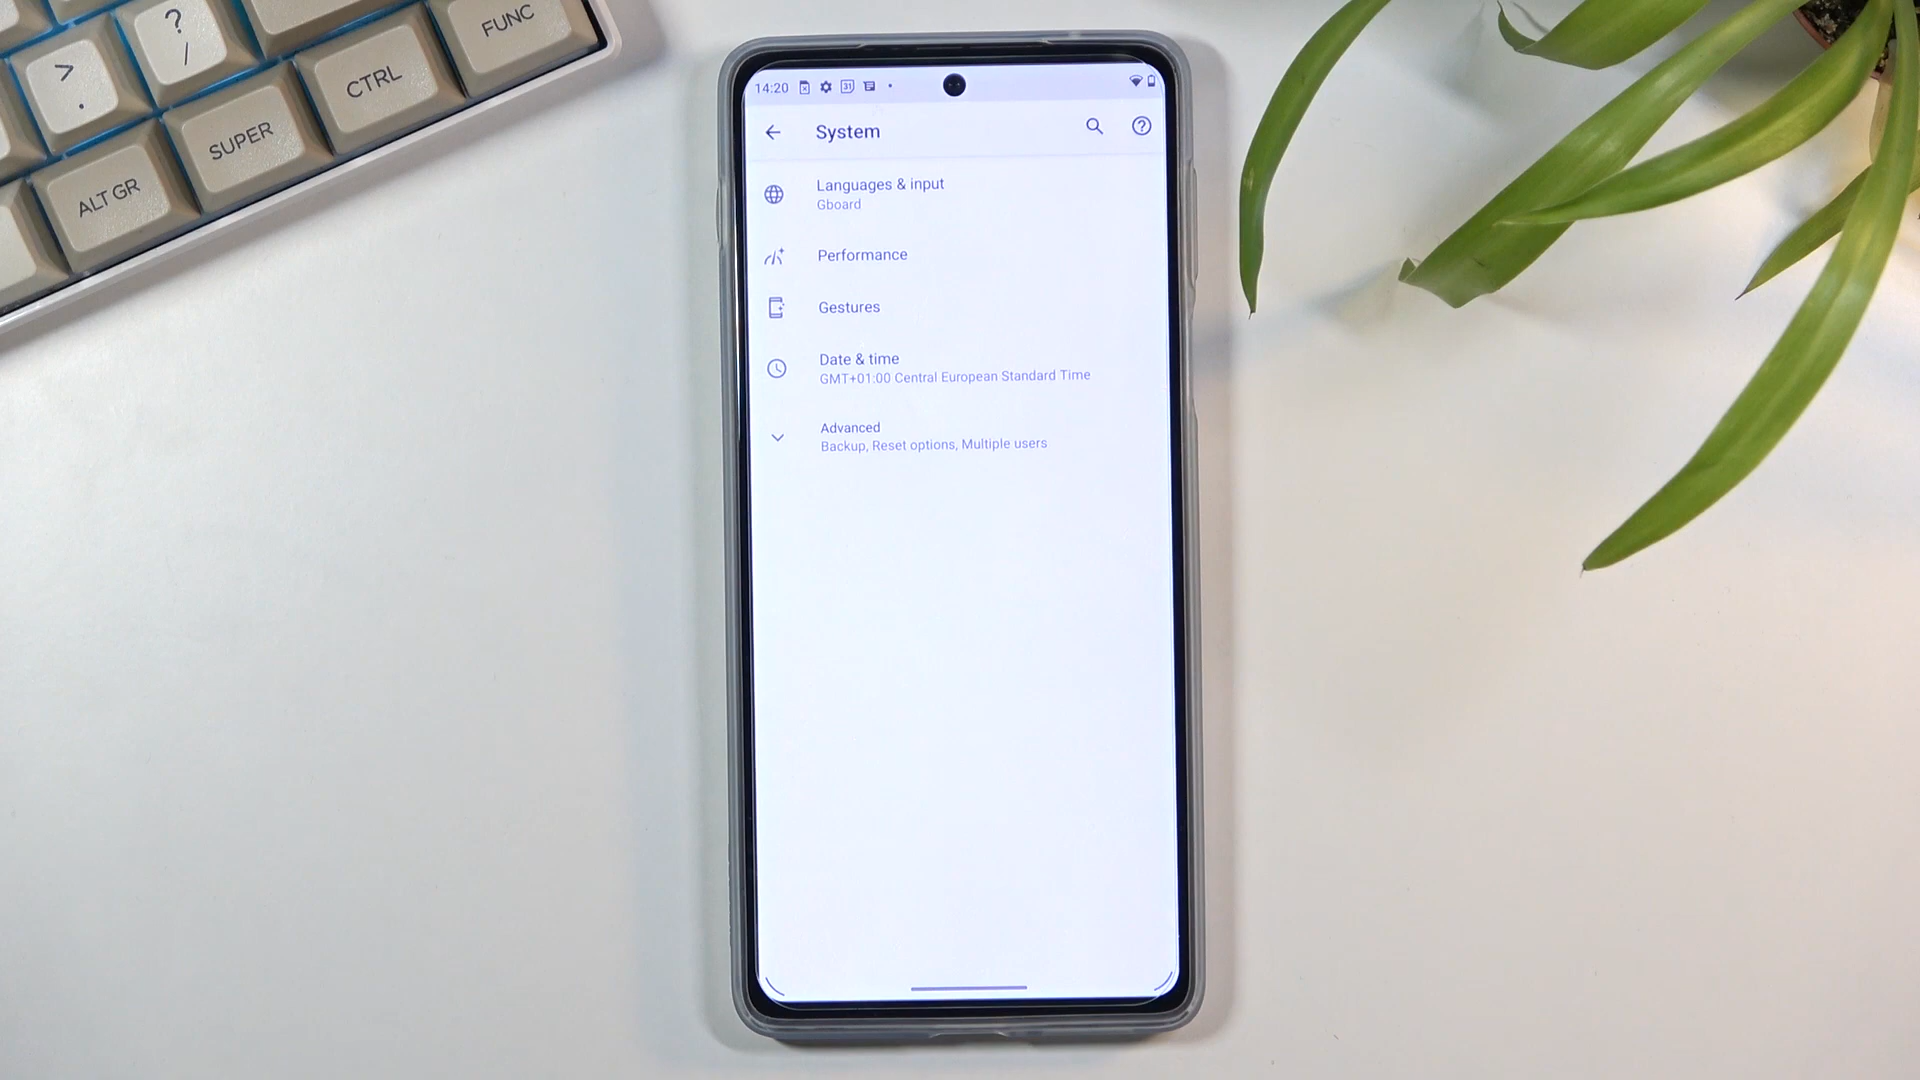 FUNC
?
/
CTRL
>
.
SUPER
ALT GR
14:20
31
System
Languages & input
Gboard
Performance
Gestures
Date & time
GMT+01:00 Central European Standard Time
Advanced
Backup, Reset options, Multiple users